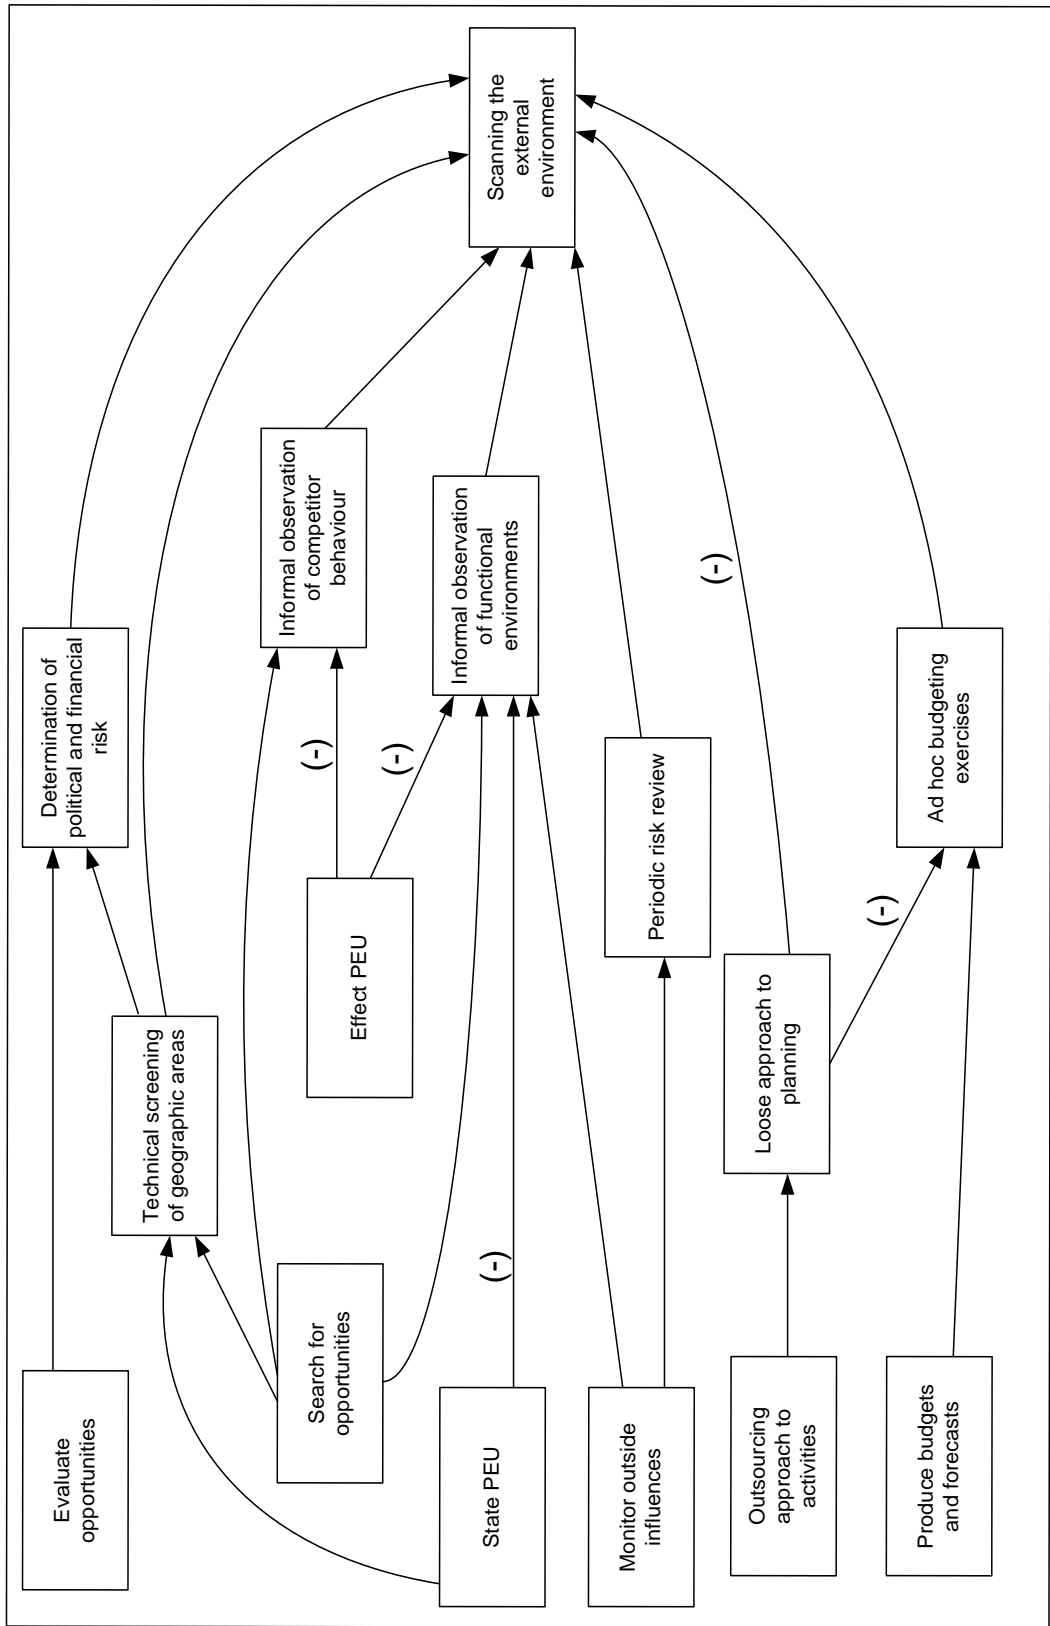 Scanning the
external
environment
Determination of
political and financial
risk
Informal observation
of competitor
behaviour
Informal observation
of functional
environments
(-)
(-)
(-)
Periodic risk review
Ad hoc budgeting
exercises
Effect PEU
(-)
Technical screening
of geographic areas
Loose approach to
planning
(-)
Search for
opportunities
Evaluate
opportunities
State PEU
Monitor outside
influences
Outsourcing
approach to
activities
Produce budgets
and forecasts